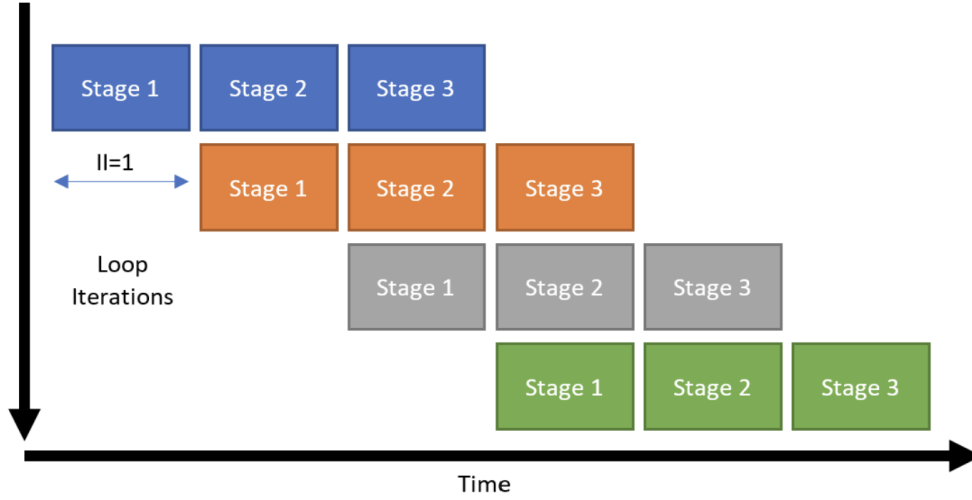 Stage 1
Stage 2
Stage 3
II=1
Stage 1
Stage 2
Stage 3
Loop
Iterations
Stage 1
Stage 2
Stage 3
Stage 1
Stage 2
Stage 3
Time